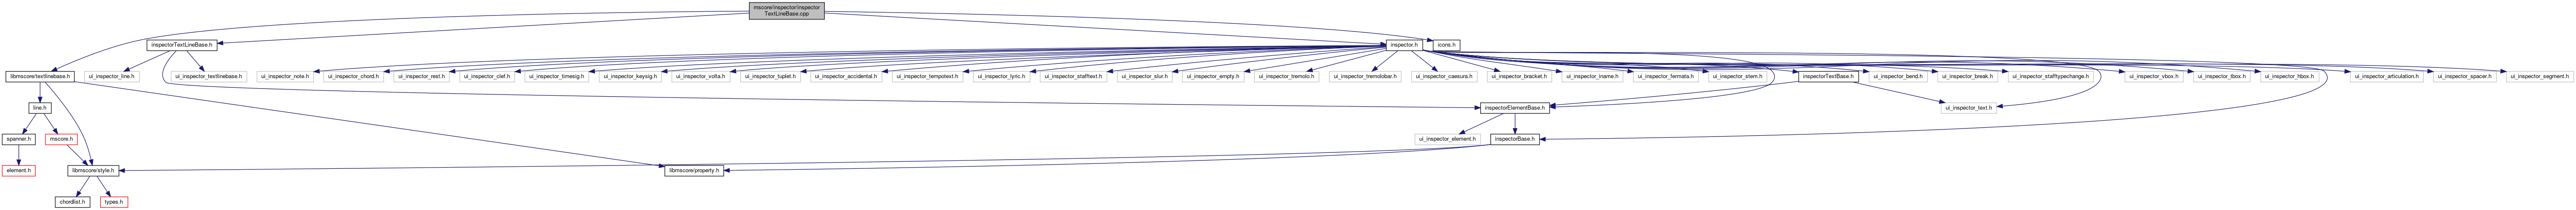 mscore/inspector/inspector
TextLineBase.cpp
inspectorTextLineBase.h
inspector.h
icons.h
libmscore/textlinebase.h
ui_inspector_line.h
ui_inspector_textlinebase.h
ui_inspector_note.h
ui_inspector_chord.h
ui_inspector_rest.h
ui_inspector_clef.h
ui_inspector_timesig.h
ui_inspector_keysig.h
ui_inspector_volta.h
ui_inspector_tuplet.h
ui_inspector_accidental.h
ui_inspector_tempotext.h
ui_inspector_lyric.h
ui_inspector_stafftext.h
ui_inspector_slur.h
ui_inspector_empty.h
ui_inspector_tremolo.h
ui_inspector_tremolobar.h
ui_inspector_caesura.h
ui_inspector_bracket.h
ui_inspector_iname.h
ui_inspector_fermata.h
ui_inspector_stem.h
inspectorTextBase.h
ui_inspector_bend.h
ui_inspector_break.h
ui_inspector_stafftypechange.h
ui_inspector_vbox.h
ui_inspector_tbox.h
ui_inspector_hbox.h
ui_inspector_articulation.h
ui_inspector_spacer.h
ui_inspector_segment.h
line.h
inspectorElementBase.h
ui_inspector_text.h
spanner.h
mscore.h
ui_inspector_element.h
inspectorBase.h
element.h
libmscore/style.h
libmscore/property.h
chordlist.h
types.h